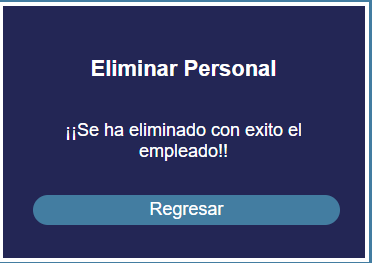 Eliminar Personal
¡¡Se ha eliminado con exito el
empleado!!
Regresar